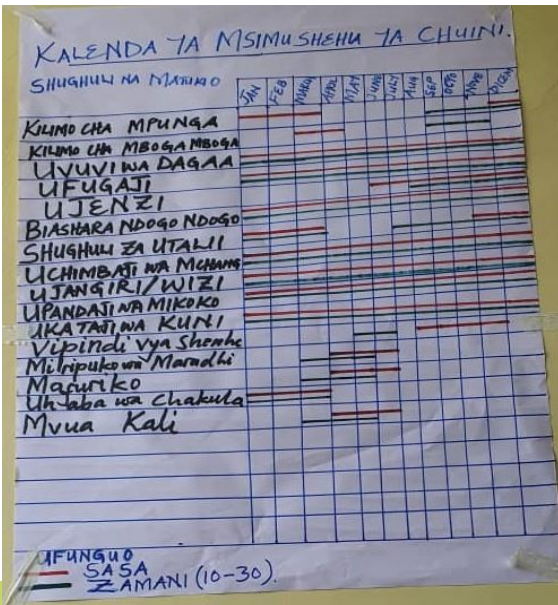 KALENDA YA MSIMU SHEHIA YA CHUINI.
SHUGHULI NA MATUKIO
JAN FEB MARCH APRL MAY JUNE JULY AUG SEP OCTO NOVE DICEM
KILIMO CHA MPUNGA
KILIMO CHA MBOGA MBOGA
UVUVI WA DAGAA
UFUGAJI
UJENZI
BIASHARA NDOGO NDOGO
SHUGHULI ZA UTALII
UCHIMBAJI WA MCHANGA
UJANGIRI/WIZI
UPANDAJI WA MIKOKO
UKATAJI WA KUNI
Vipindi vya Sherehe
Milipuko wa Maradhi
Mafuriko
Uhaba wa Chakula
Mvua Kali
UFUNGUO
SASA
ZAMANI (10-30).